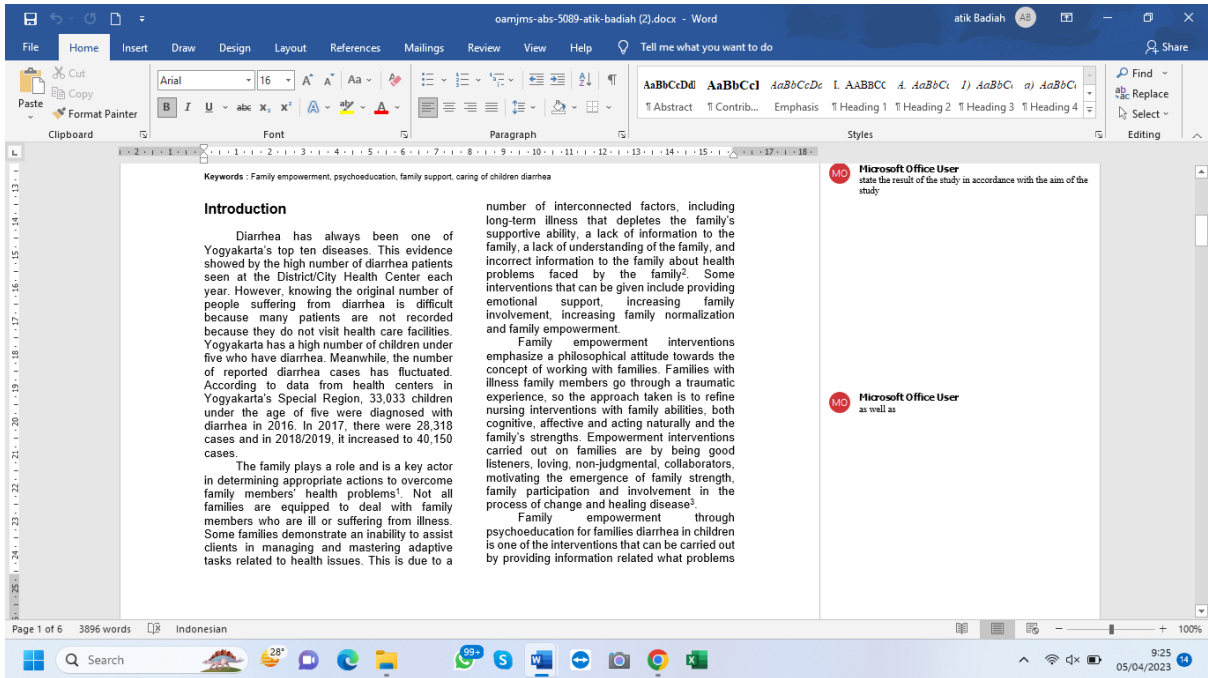 oamjms-abs-5089-atik-badiah (2).docx - Word
atik Badiah
AB
File Home Insert Draw Design Layout References Mailings Review View Help Tell me what you want to do
Share
Paste
Cut
Copy
Format Painter
Clipboard
Arial 16
Font
Paragraph
AaBbCcDd AaBbCcI AaBbCcDc I. AABBCC A. AaBbCc 1) AaBbCc a) AaBbCc
¶ Abstract ¶ Contrib... Emphasis ¶ Heading 1 ¶ Heading 2 ¶ Heading 3 ¶ Heading 4
Styles
Find
Replace
Select
Editing
Keywords : Family empowerment, psychoeducation, family support, caring of children diarrhea
Introduction
Diarrhea has always been one of
Yogyakarta's top ten diseases. This evidence
showed by the high number of diarrhea patients
seen at the District/City Health Center each
year. However, knowing the original number of
people suffering from diarrhea is difficult
because many patients are not recorded
because they do not visit health care facilities.
Yogyakarta has a high number of children under
five who have diarrhea. Meanwhile, the number
of reported diarrhea cases has fluctuated.
According to data from health centers in
Yogyakarta's Special Region, 33,033 children
under the age of five were diagnosed with
diarrhea in 2016. In 2017, there were 28,318
cases and in 2018/2019, it increased to 40,150
cases.
The family plays a role and is a key actor
in determining appropriate actions to overcome
family members' health problems¹. Not all
families are equipped to deal with family
members who are ill or suffering from illness.
Some families demonstrate an inability to assist
clients in managing and mastering adaptive
tasks related to health issues. This is due to a
number of interconnected factors, including
long-term illness that depletes the family's
supportive ability, a lack of information to the
family, a lack of understanding of the family, and
incorrect information to the family about health
problems faced by the family². Some
interventions that can be given include providing
emotional support, increasing family
involvement, increasing family normalization
and family empowerment.
Family empowerment interventions
emphasize a philosophical attitude towards the
concept of working with families. Families with
illness family members go through a traumatic
experience, so the approach taken is to refine
nursing interventions with family abilities, both
cognitive, affective and acting naturally and the
family's strengths. Empowerment interventions
carried out on families are by being good
listeners, loving, non-judgmental, collaborators,
motivating the emergence of family strength,
family participation and involvement in the
process of change and healing disease³.
Family empowerment through
psychoeducation for families diarrhea in children
is one of the interventions that can be carried out
by providing information related what problems
MO
Microsoft Office User
state the result of the study in accordance with the aim of the
study
MO
Microsoft Office User
as well as
Page 1 of 6 3896 words Indonesian
100%
Search
28°
99+
9:25
05/04/2023
14